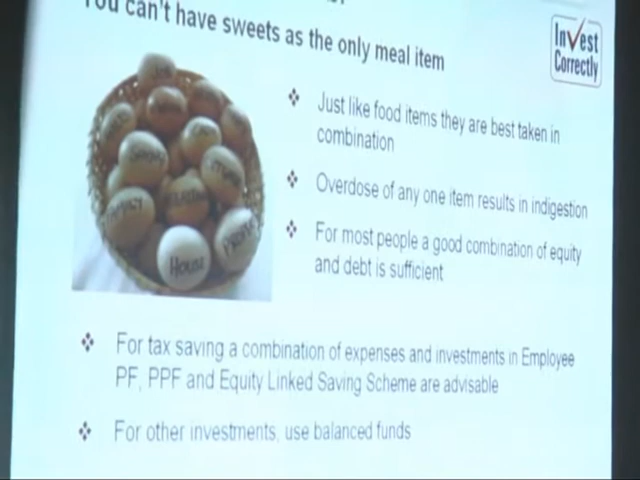 You can't have sweets as the only meal item
Invest
Correctly
Just like food items they are best taken in
combination
Overdose of any one item results in indigestion
For most people a good combination of equity
and debt is sufficient
HOUSE
For tax saving a combination of expenses and investments in Employee
PF, PPF and Equity Linked Saving Scheme are advisable
For other investments, use balanced funds